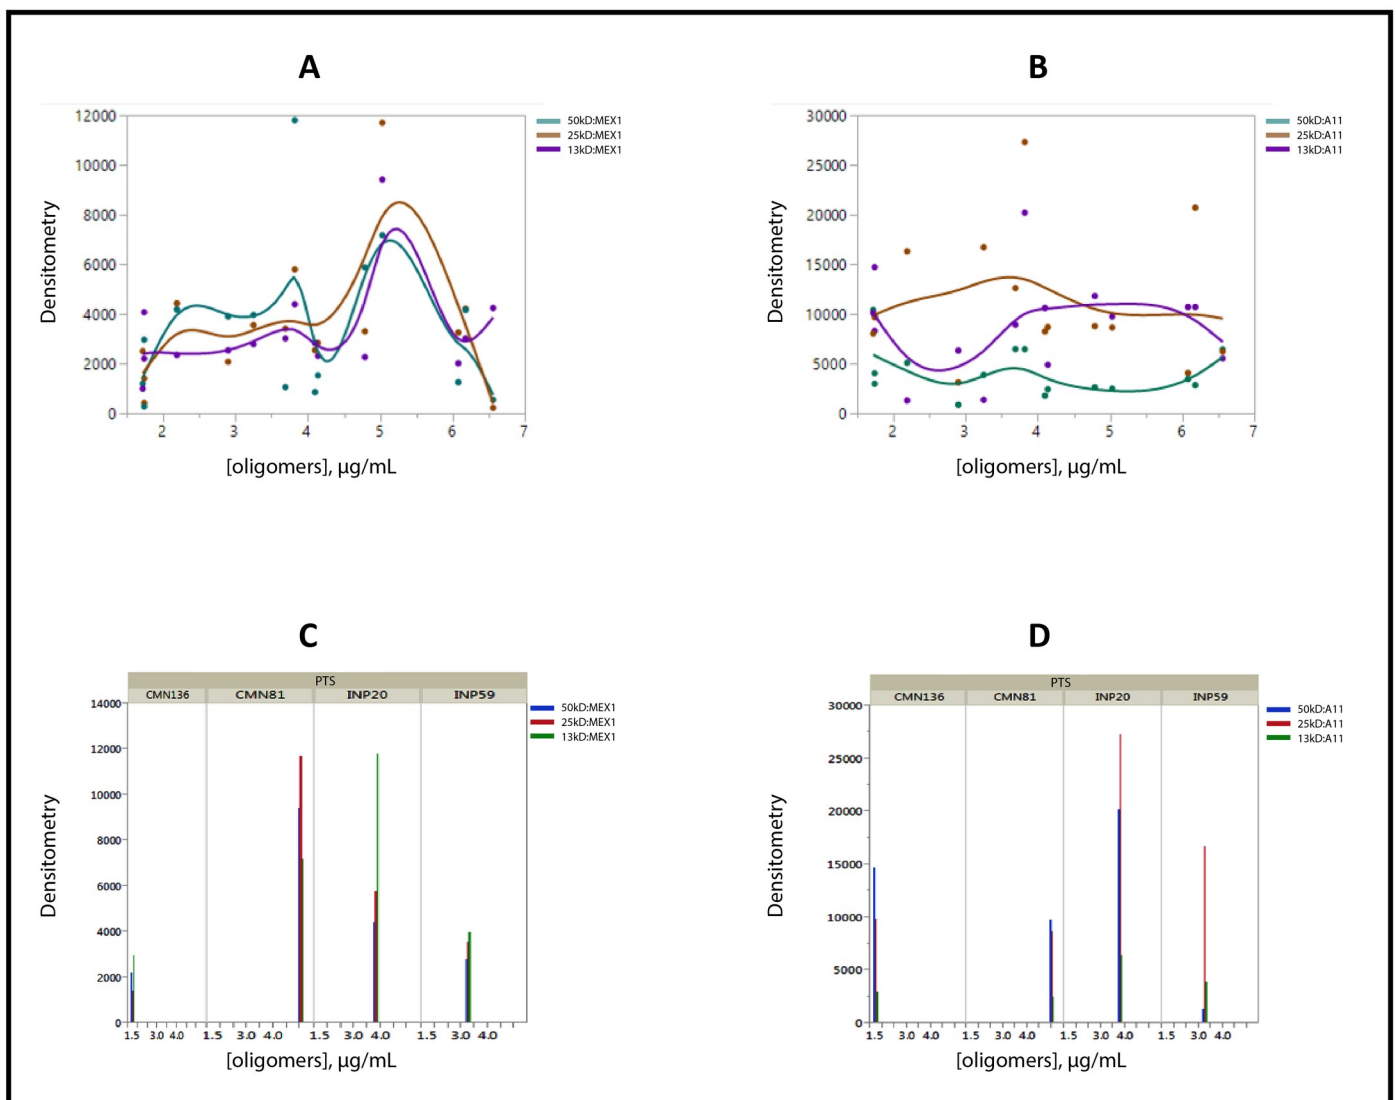 A
B
12000
10000
8000
6000
4000
2000
0
Densitometry
2 3 4 5 6 7
[oligomers], µg/mL
50kD:MEX1
25kD:MEX1
13kD:MEX1
30000
25000
20000
15000
10000
5000
0
Densitometry
2 3 4 5 6 7
[oligomers], µg/mL
50kD:A11
25kD:A11
13kD:A11
C
D
PTS
CMN136 CMN81 INP20 INP59
14000
12000
10000
8000
6000
4000
2000
0
Densitometry
1.5 3.0 4.0 1.5 3.0 4.0 1.5 3.0 4.0 1.5 3.0 4.0
[oligomers], µg/mL
50kD:MEX1
25kD:MEX1
13kD:MEX1
PTS
CMN136 CMN81 INP20 INP59
30000
25000
20000
15000
10000
5000
0
Densitometry
1.5 3.0 4.0 1.5 3.0 4.0 1.5 3.0 4.0 1.5 3.0 4.0
[oligomers], µg/mL
50kD:A11
25kD:A11
13kD:A11